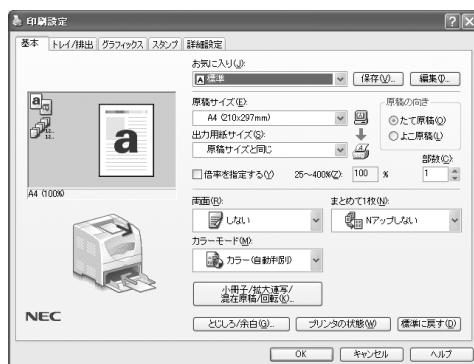 印刷設定
基本 トレイ/排出 グラフィックス スタンプ 詳細設定
お気に入り(J):
A 標準 保存(V)... 編集(I)...
原稿サイズ(E):
A4 (210x297mm)
原稿の向き
たて原稿(O)
よこ原稿(L)
出力用紙サイズ(S):
原稿サイズと同じ
部数(C):
倍率を指定する(Y) 25~400%(Z): 100 % 1
A4 (100%)
両面(R):
しない
まとめて1枚(N):
Nアップしない
カラーモード(M):
カラー(自動判別)
小冊子/拡大連写/
混在原稿/回転(K)...
NEC
とじしろ/余白(G)... プリンタの状態(W) 標準に戻す(D)
OK キャンセル ヘルプ